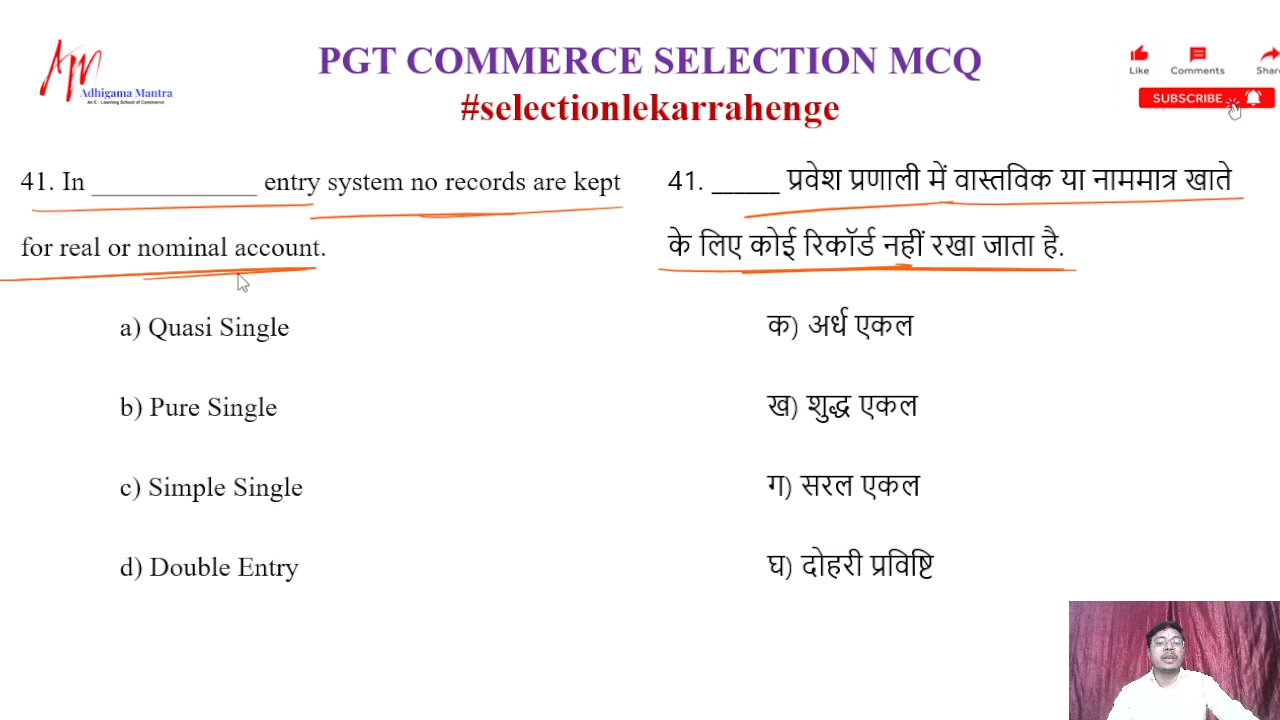 Adhigama Mantra
An E - Learning School of Commerce
PGT COMMERCE SELECTION MCQ
#selectionlekarrahenge
Like Comments Share
SUBSCRIBE
41. In _____________ entry system no records are kept
for real or nominal account.
a) Quasi Single
b) Pure Single
c) Simple Single
d) Double Entry
41. ______ प्रवेश प्रणाली में वास्तविक या नाममात्र खाते
के लिए कोई रिकॉर्ड नहीं रखा जाता है.
क) अर्ध एकल
ख) शुद्ध एकल
ग) सरल एकल
घ) दोहरी प्रविष्टि